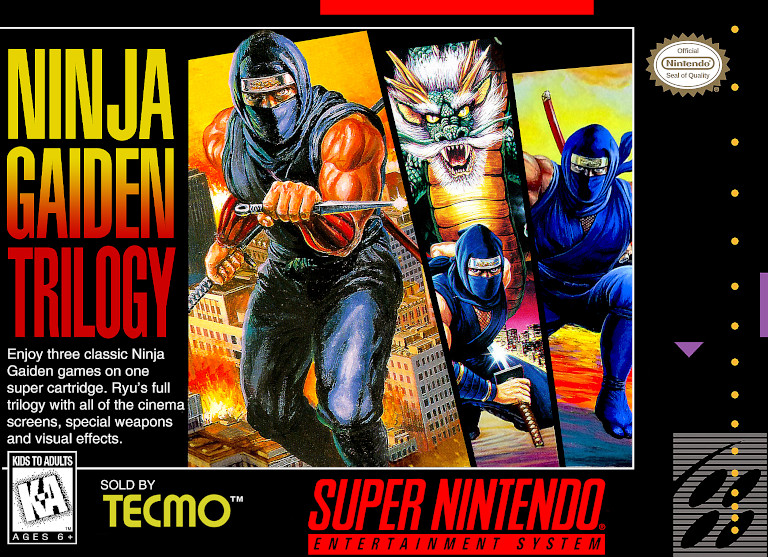 NINJA
GAIDEN
TRILOGY
Enjoy three classic Ninja
Gaiden games on one
super cartridge. Ryu's full
trilogy with all of the cinema
screens, special weapons
and visual effects.
Official
Nintendo
Seal of Quality
KIDS TO ADULTS
K-A
AGES 6+
SOLD BY
TECMO™
SUPER NINTENDO®
ENTERTAINMENT SYSTEM